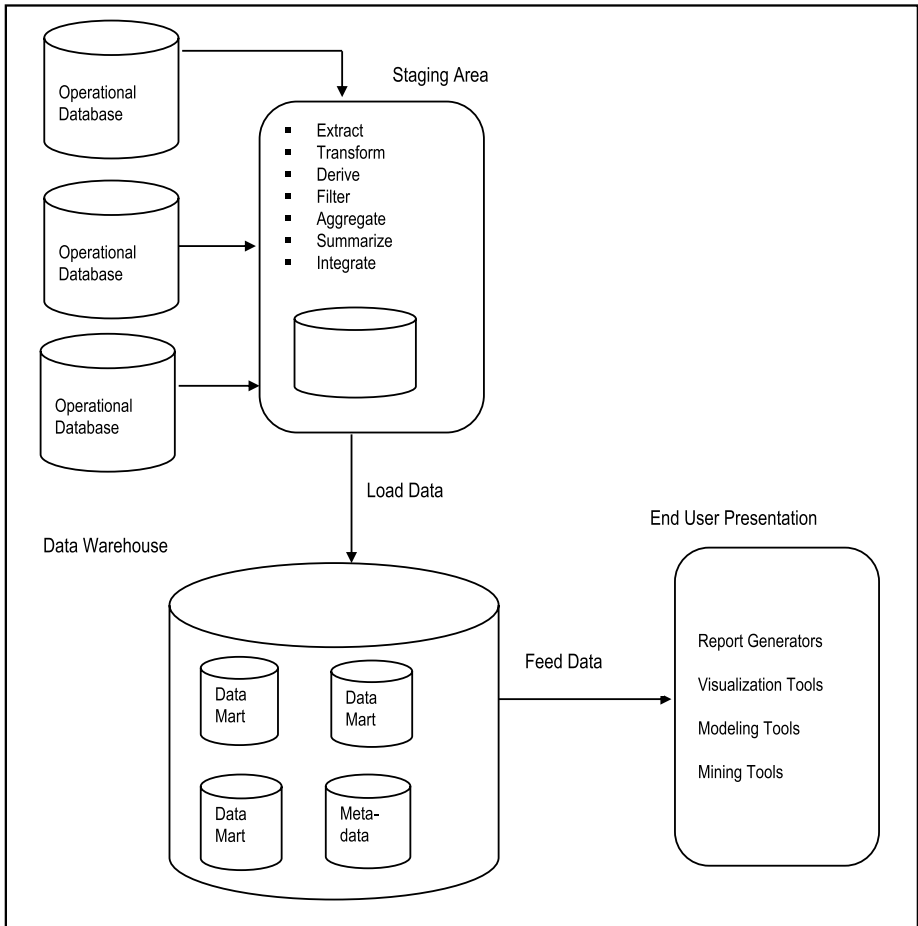 Operational
Database
Staging Area
▪ Extract
▪ Transform
▪ Derive
▪ Filter
▪ Aggregate
▪ Summarize
▪ Integrate
Operational
Database
Operational
Database
Load Data
Data Warehouse
End User Presentation
Data
Mart
Data
Mart
Data
Mart
Meta-
data
Feed Data
Report Generators
Visualization Tools
Modeling Tools
Mining Tools